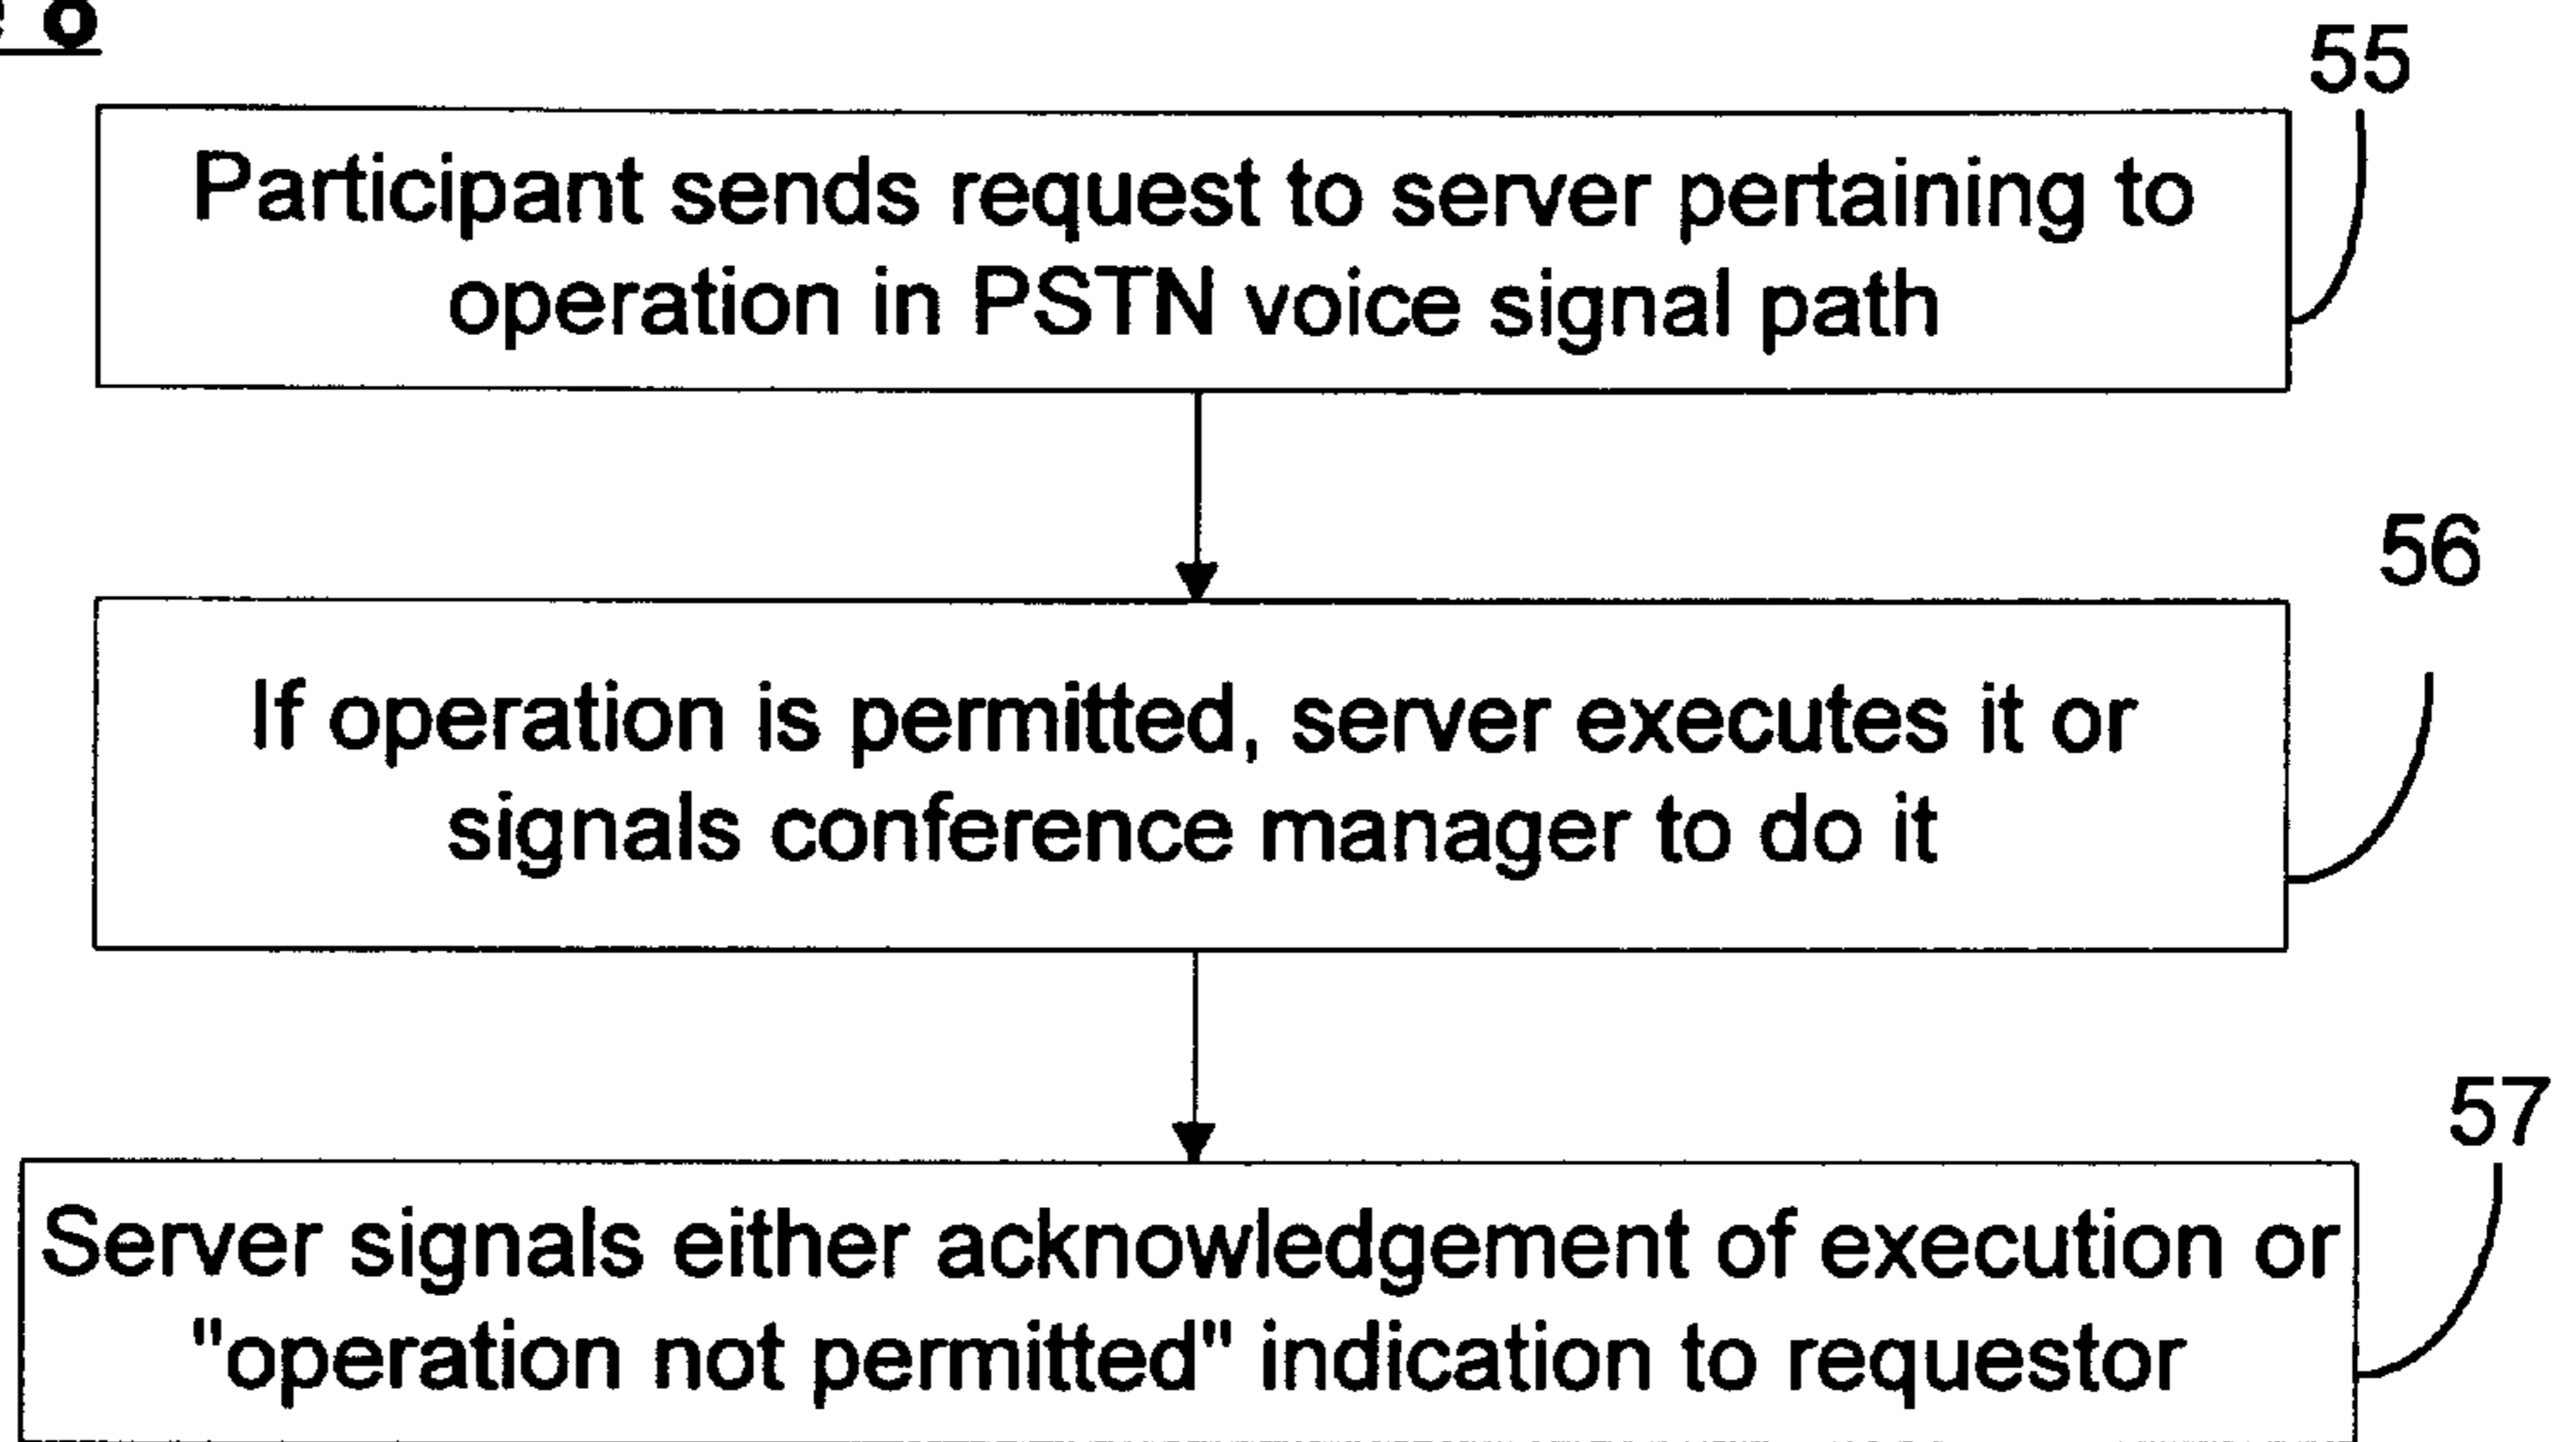 55
Participant sends request to server pertaining to
operation in PSTN voice signal path
56
If operation is permitted, server executes it or
signals conference manager to do it
57
Server signals either acknowledgement of execution or
"operation not permitted" indication to requestor